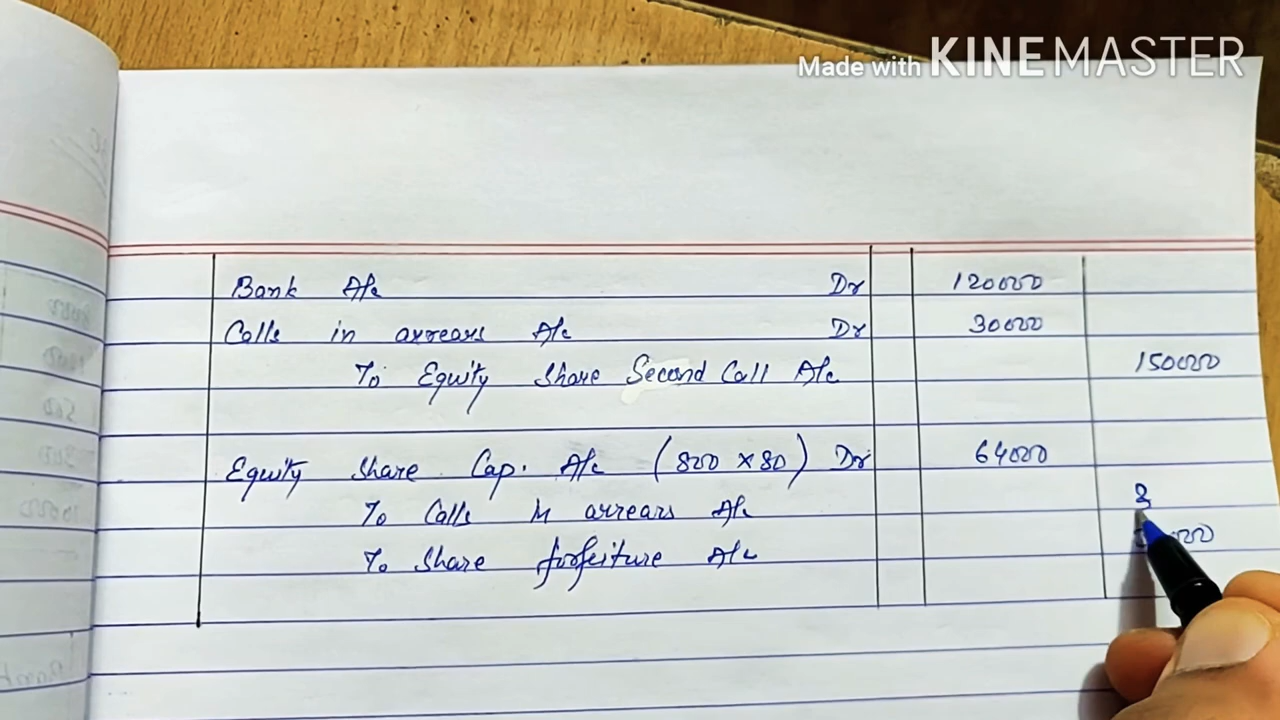 Made with KINEMASTER
Bank A/c Dr 120000
Calls in arrears A/c Dr 30000
To Equity Share Second Call A/c 150000
Equity Share Cap. A/c (800 x 80) Dr 64000
To Calls in arrears A/c 3
To Share forfeiture A/c